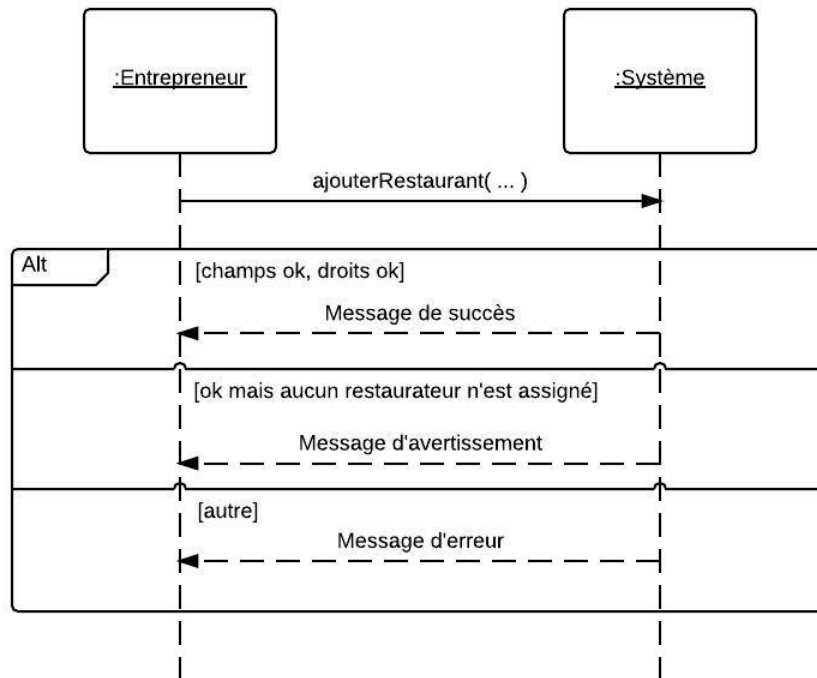 :Entrepreneur
:Système
ajouterRestaurant( ... )
Alt
[champs ok, droits ok]
Message de succès
[ok mais aucun restaurateur n'est assigné]
Message d'avertissement
[autre]
Message d'erreur